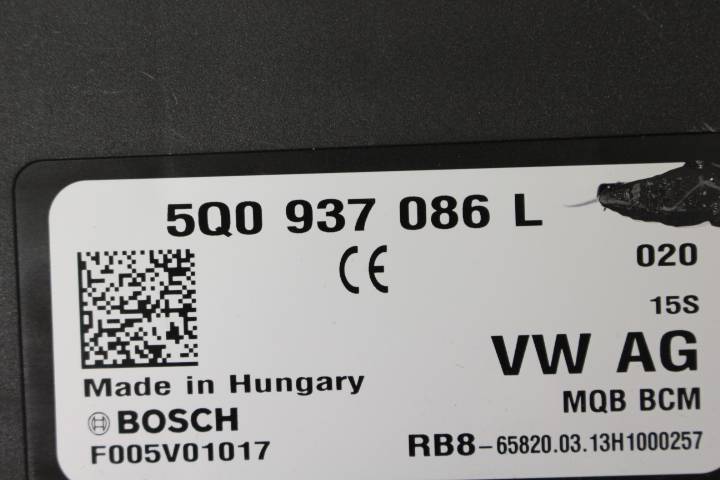 5Q0 937 086 L
CE
020
15S
VW AG
Made in Hungary
MQB BCM
BOSCH
F005V01017
RB8-65820.03.13H1000257